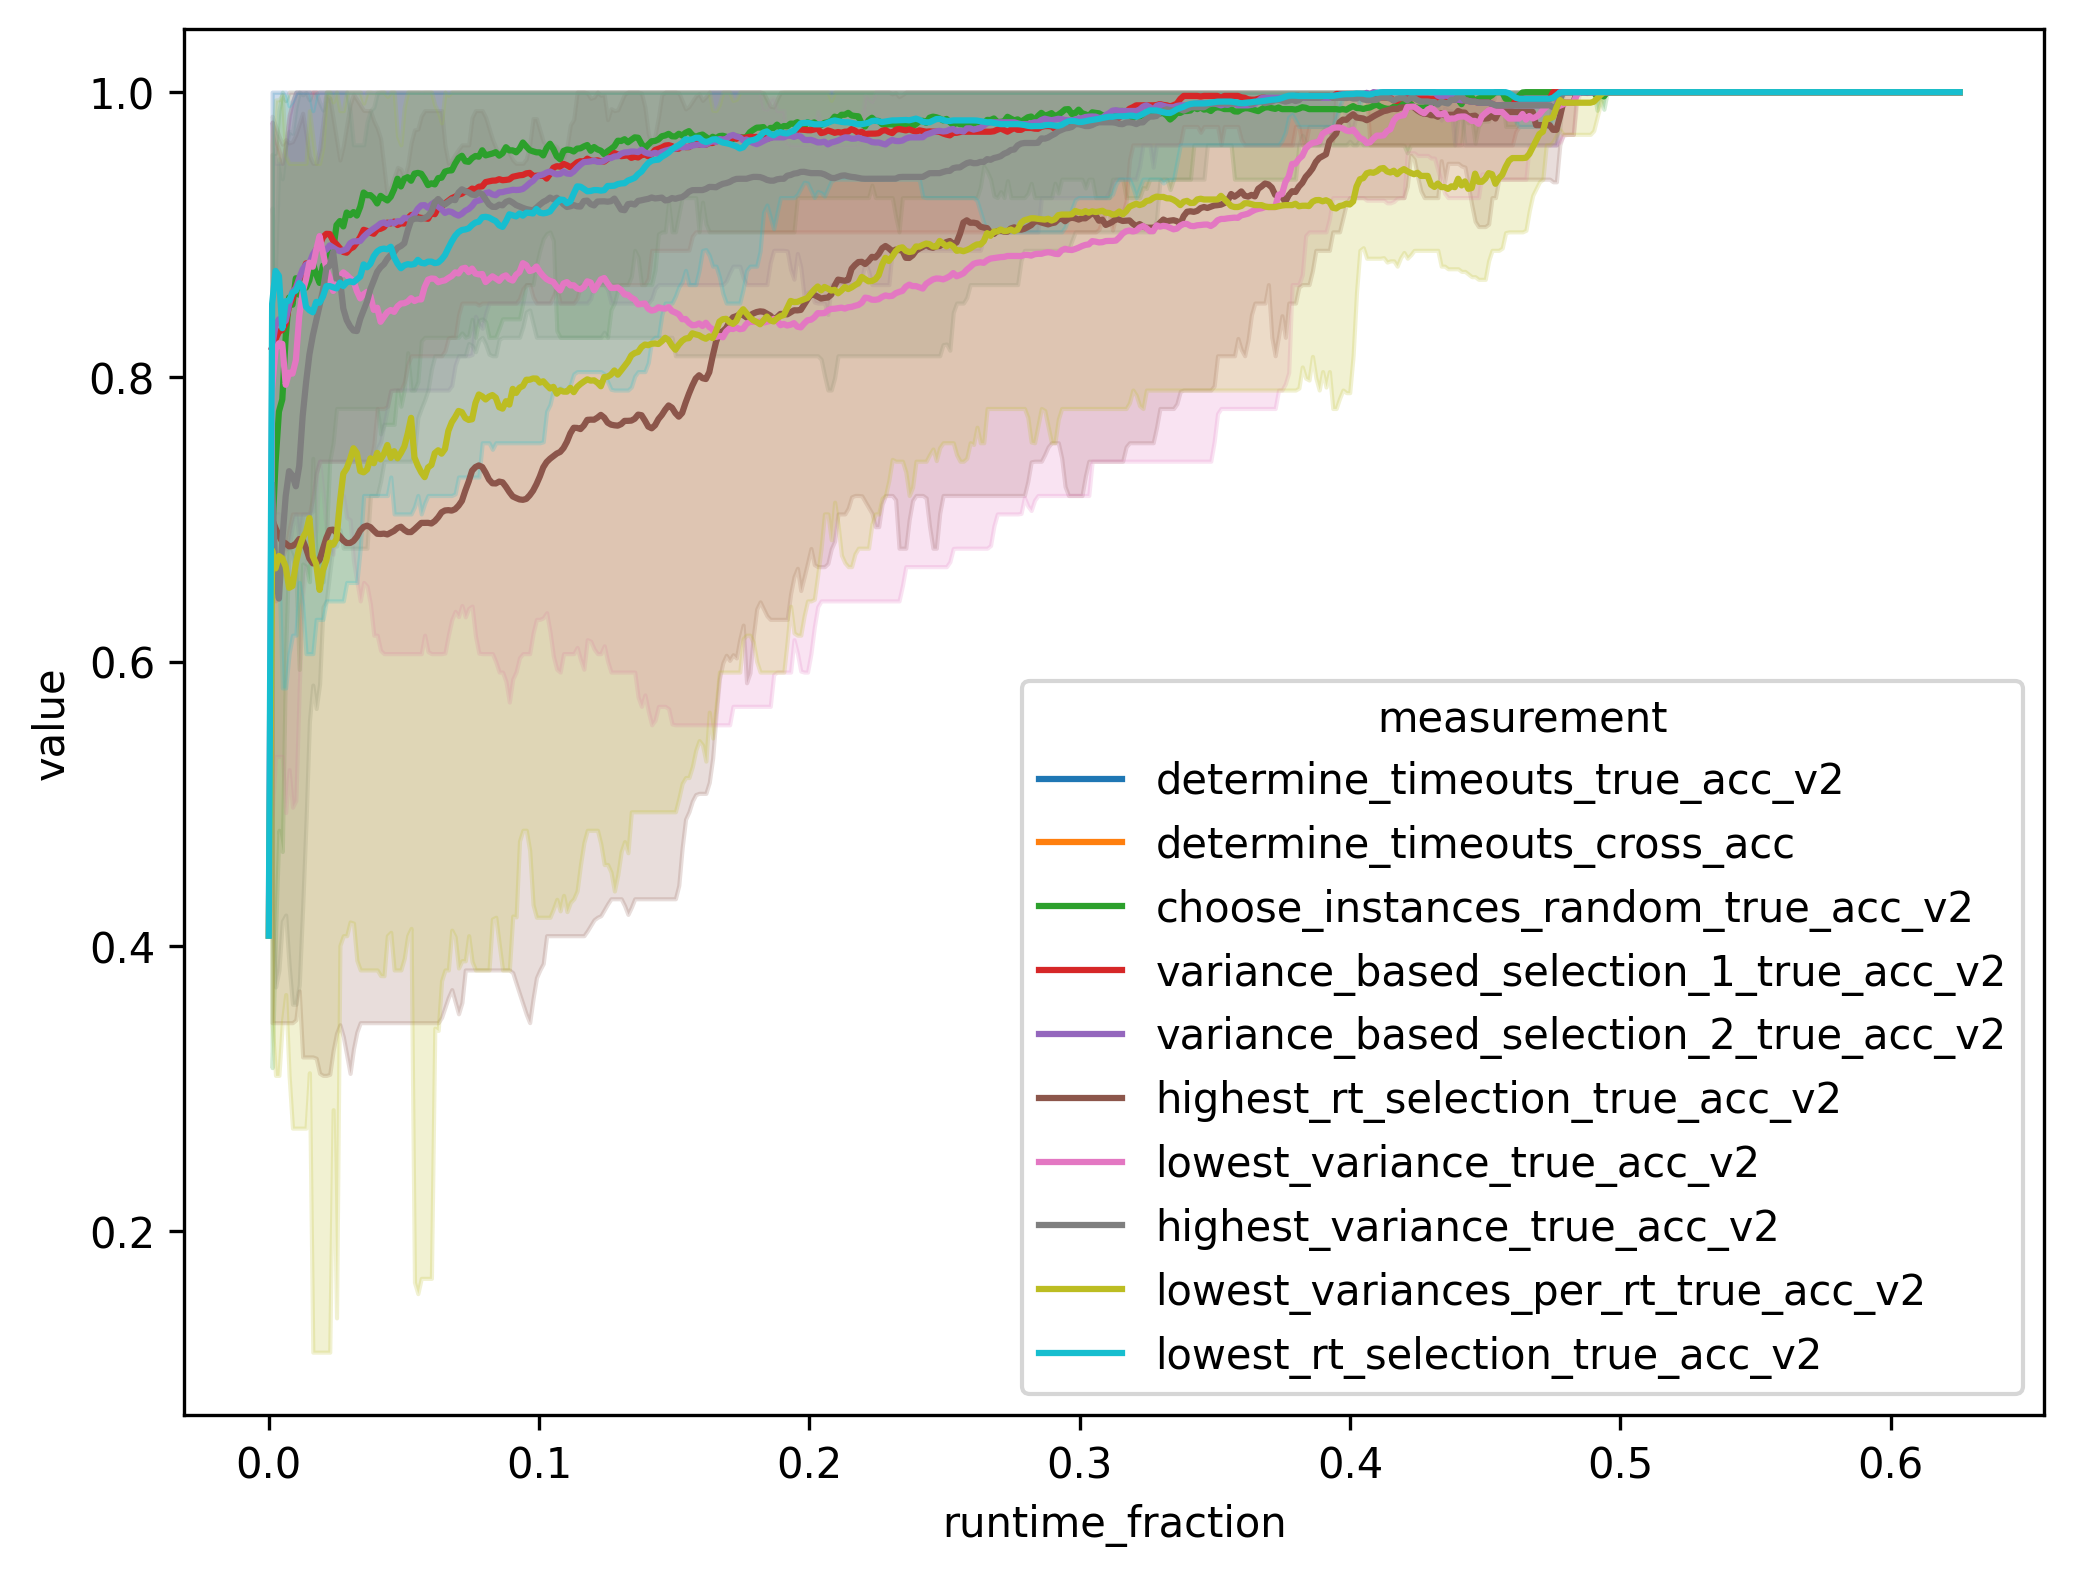 1.0
0.8
0.6
0.4
0.2
value
0.0 0.1 0.2 0.3 0.4 0.5 0.6
runtime_fraction
measurement
determine_timeouts_true_acc_v2
determine_timeouts_cross_acc
choose_instances_random_true_acc_v2
variance_based_selection_1_true_acc_v2
variance_based_selection_2_true_acc_v2
highest_rt_selection_true_acc_v2
lowest_variance_true_acc_v2
highest_variance_true_acc_v2
lowest_variances_per_rt_true_acc_v2
lowest_rt_selection_true_acc_v2